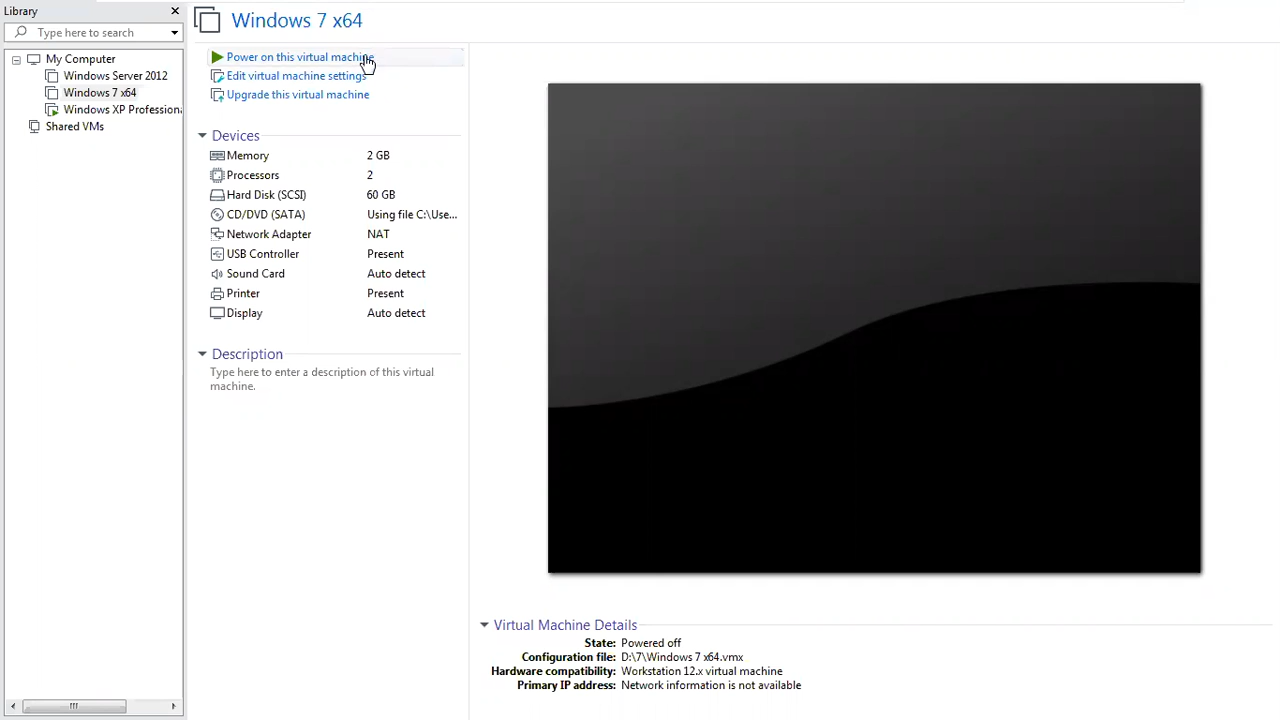 Library
Type here to search
My Computer
Windows Server 2012
Windows 7 x64
Windows XP Professiona
Shared VMs
Windows 7 x64
Power on this virtual machine
Edit virtual machine settings
Upgrade this virtual machine
Devices
Memory 2 GB
Processors 2
Hard Disk (SCSI) 60 GB
CD/DVD (SATA) Using file C:\Use...
Network Adapter NAT
USB Controller Present
Sound Card Auto detect
Printer Present
Display Auto detect
Description
Type here to enter a description of this virtual
machine.
Virtual Machine Details
State: Powered off
Configuration file: D:\7\Windows 7 x64.vmx
Hardware compatibility: Workstation 12.x virtual machine
Primary IP address: Network information is not available